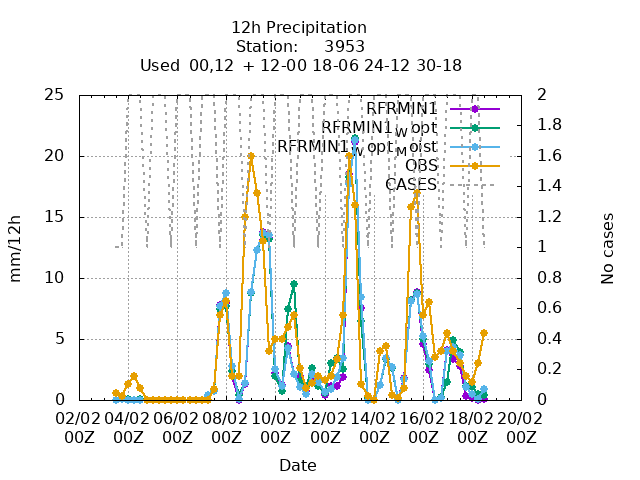 12h Precipitation
Station: 3953
Used 00,12 + 12-00 18-06 24-12 30-18
RFRMIN1
RFRMIN1_W opt
RFRMIN1_W opt_M oist
OBS
CASES
mm/12h
25
20
15
10
5
0
No cases
2
1.8
1.6
1.4
1.2
1
0.8
0.6
0.4
0.2
0
02/02 04/02 06/02 08/02 10/02 12/02 14/02 16/02 18/02 20/02
00Z 00Z 00Z 00Z 00Z 00Z 00Z 00Z 00Z 00Z
Date